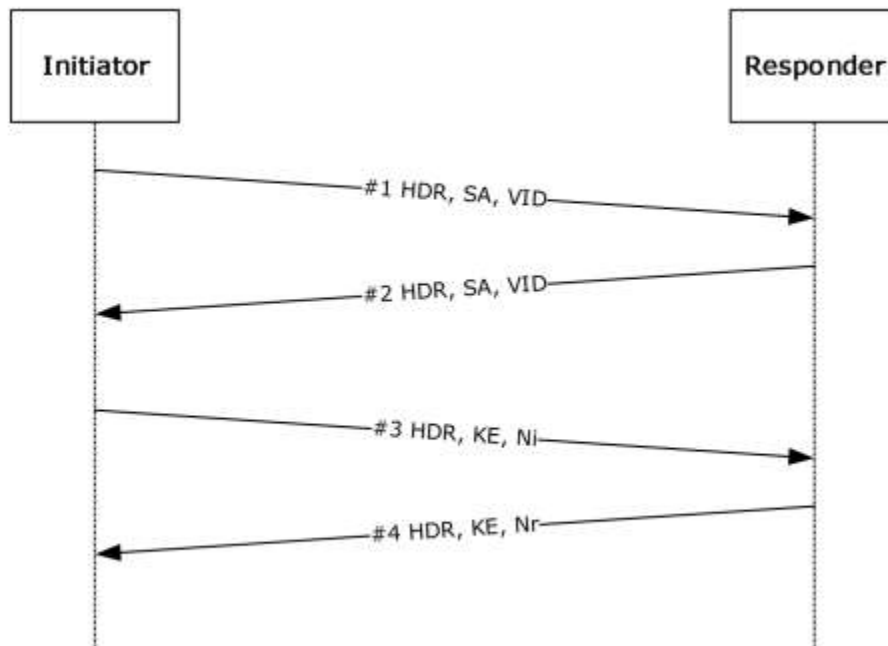 Initiator
Responder
#1 HDR, SA, VID
#2 HDR, SA, VID
#3 HDR, KE, Ni
#4 HDR, KE, Nr